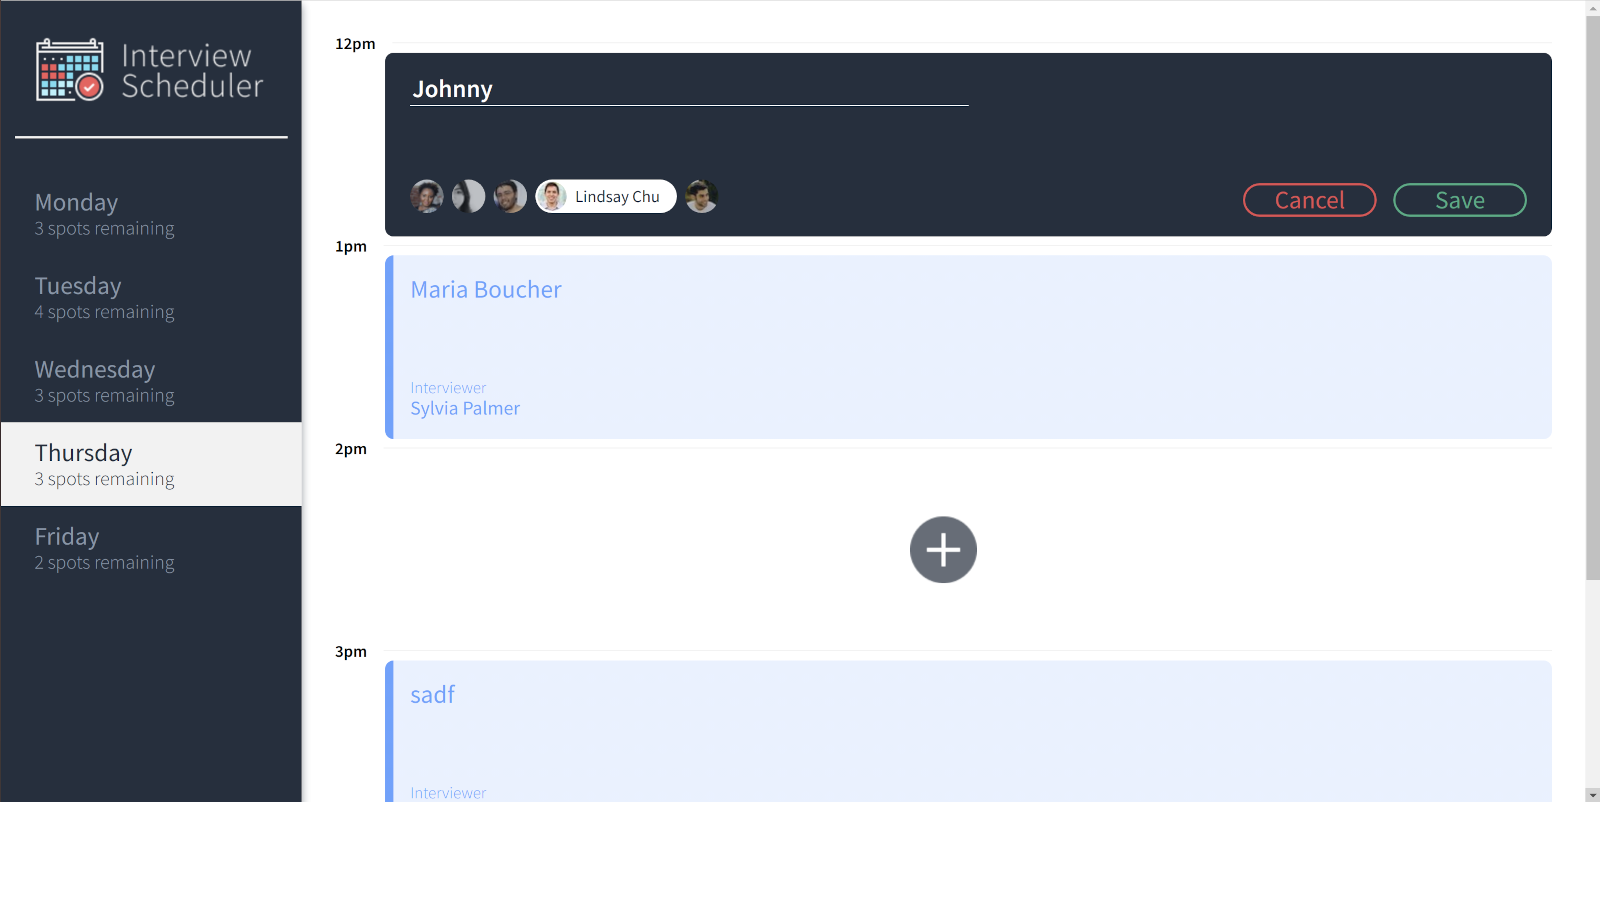 Interview
Scheduler
Monday
3 spots remaining
Tuesday
4 spots remaining
Wednesday
3 spots remaining
Thursday
3 spots remaining
Friday
2 spots remaining
12pm
Johnny
Lindsay Chu
Cancel
Save
1pm
Maria Boucher
Interviewer
Sylvia Palmer
2pm
3pm
sadf
Interviewer